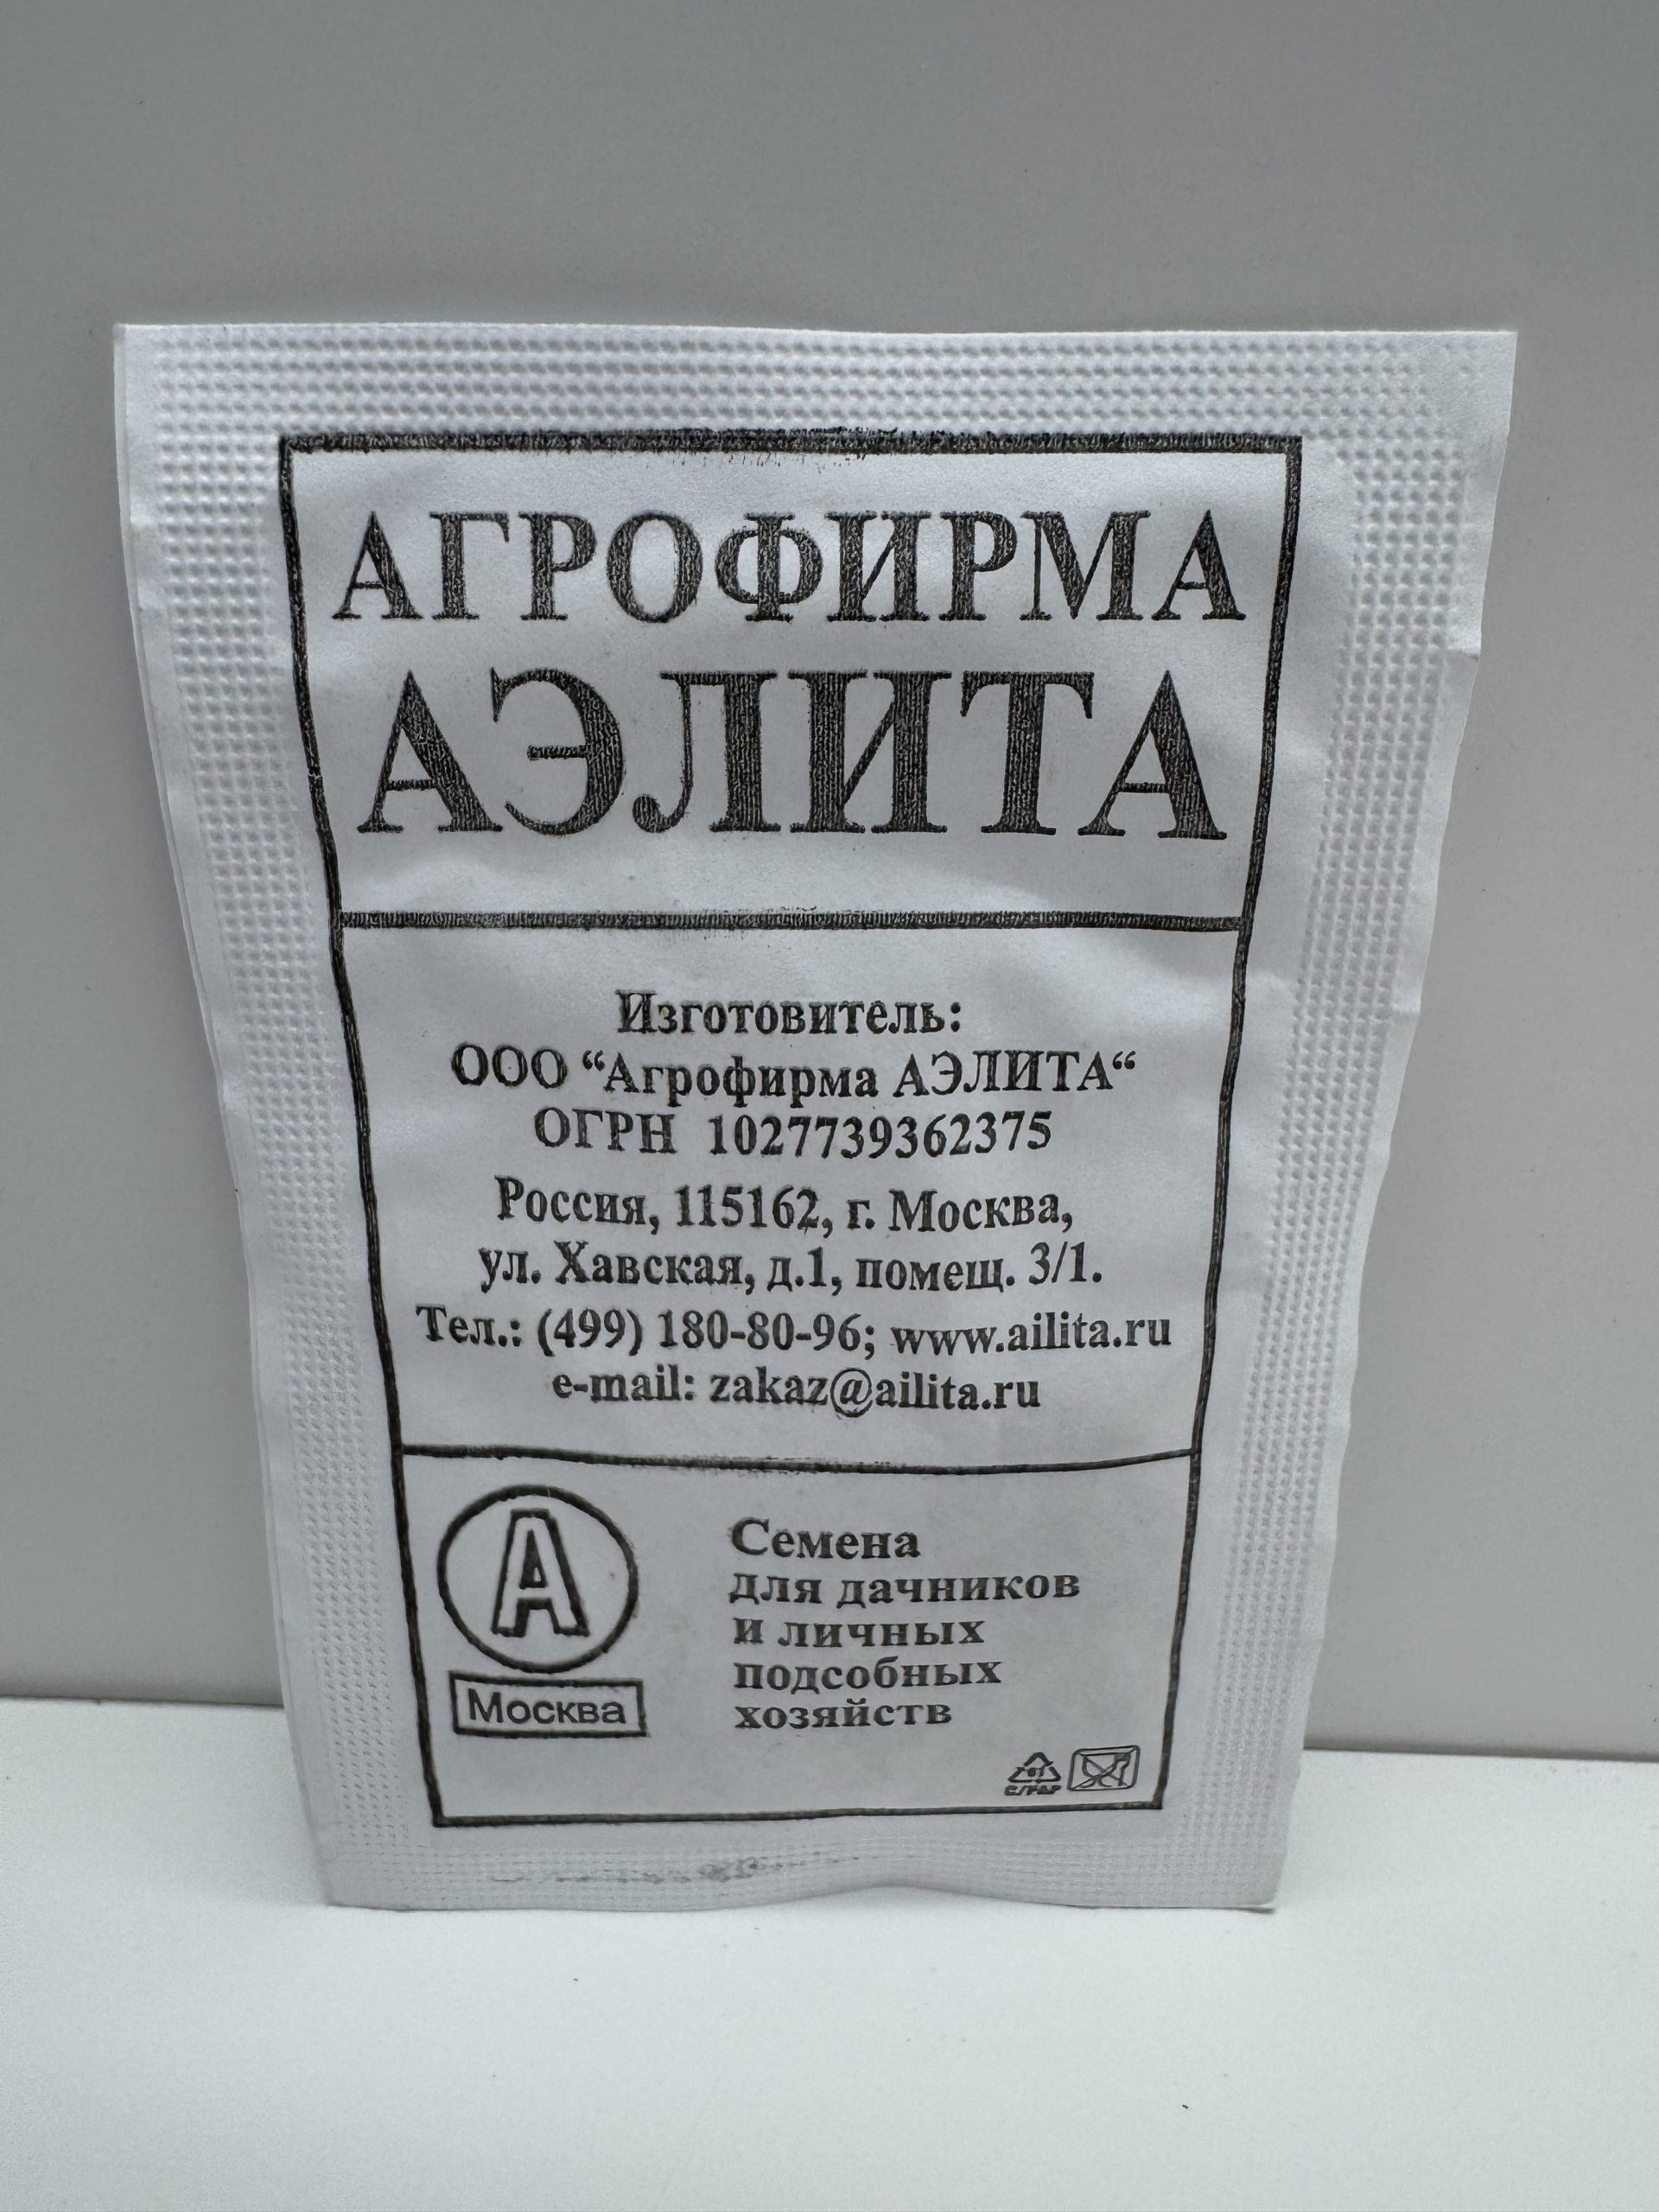 АГРОФИРМА
АЭЛИТА
Изготовитель:
ООО “Агрофирма АЭЛИТА“
ОГРН 1027739362375
Россия, 115162, г. Москва,
ул. Хавская, д.1, помещ. 3/1.
Тел.: (499) 180-80-96; www.ailita.ru
e-mail: zakaz@ailita.ru
А
Москва
Семена
для дачников
и личных
подсобных
хозяйств
C/PAP